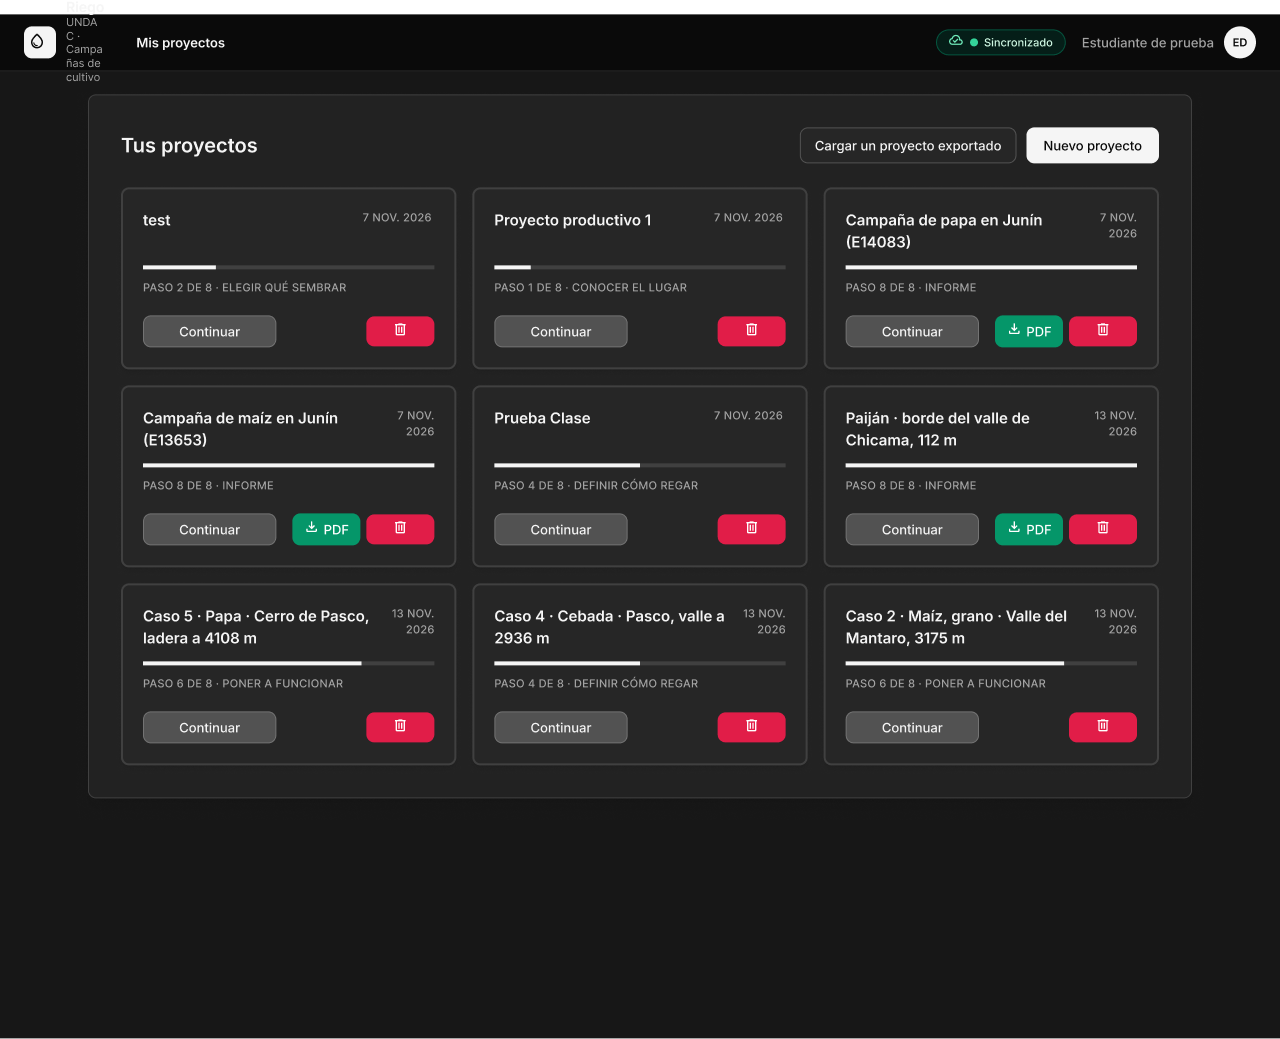 Riego
UNDA
C ·
Campa
ñas de
cultivo
Mis proyectos
Sincronizado
Estudiante de prueba
ED
Tus proyectos
Cargar un proyecto exportado
Nuevo proyecto
test
7 NOV. 2026
PASO 2 DE 8 · ELEGIR QUÉ SEMBRAR
Continuar
Proyecto productivo 1
7 NOV. 2026
PASO 1 DE 8 · CONOCER EL LUGAR
Continuar
Campaña de papa en Junín
(E14083)
7 NOV.
2026
PASO 8 DE 8 · INFORME
Continuar
PDF
Campaña de maíz en Junín
(E13653)
7 NOV.
2026
PASO 8 DE 8 · INFORME
Continuar
PDF
Prueba Clase
7 NOV. 2026
PASO 4 DE 8 · DEFINIR CÓMO REGAR
Continuar
Paiján · borde del valle de
Chicama, 112 m
13 NOV.
2026
PASO 8 DE 8 · INFORME
Continuar
PDF
Caso 5 · Papa · Cerro de Pasco,
ladera a 4108 m
13 NOV.
2026
PASO 6 DE 8 · PONER A FUNCIONAR
Continuar
Caso 4 · Cebada · Pasco, valle a
2936 m
13 NOV.
2026
PASO 4 DE 8 · DEFINIR CÓMO REGAR
Continuar
Caso 2 · Maíz, grano · Valle del
Mantaro, 3175 m
13 NOV.
2026
PASO 6 DE 8 · PONER A FUNCIONAR
Continuar